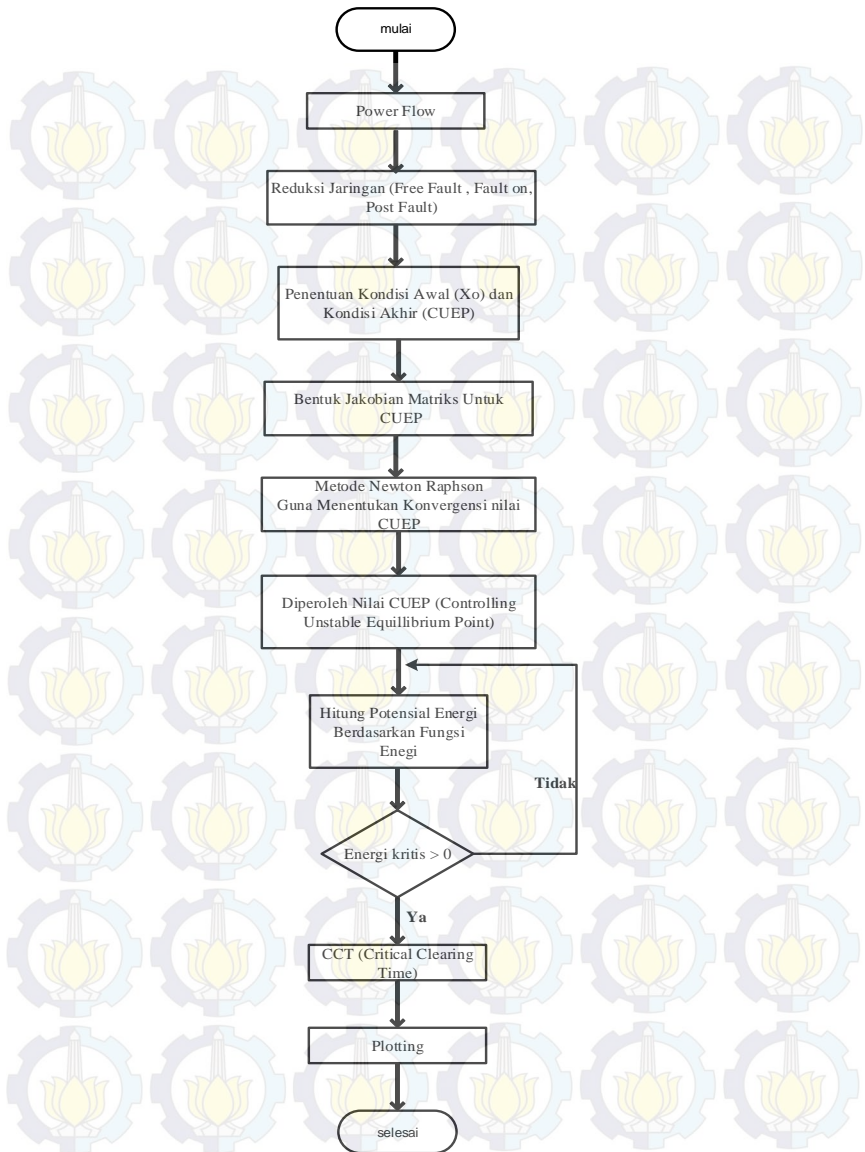 mulai
Power Flow
Reduksi Jaringan (Free Fault , Fault on,
Post Fault)
Penentuan Kondisi Awal (Xo) dan
Kondisi Akhir (CUEP)
Bentuk Jakobian Matriks Untuk
CUEP
Metode Newton Raphson
Guna Menentukan Konvergensi nilai
CUEP
Diperoleh Nilai CUEP (Controlling
Unstable Equillibrium Point)
Hitung Potensial Energi
Berdasarkan Fungsi
Enegi
Tidak
Energi kritis > 0
Ya
CCT (Critical Clearing
Time)
Plotting
selesai